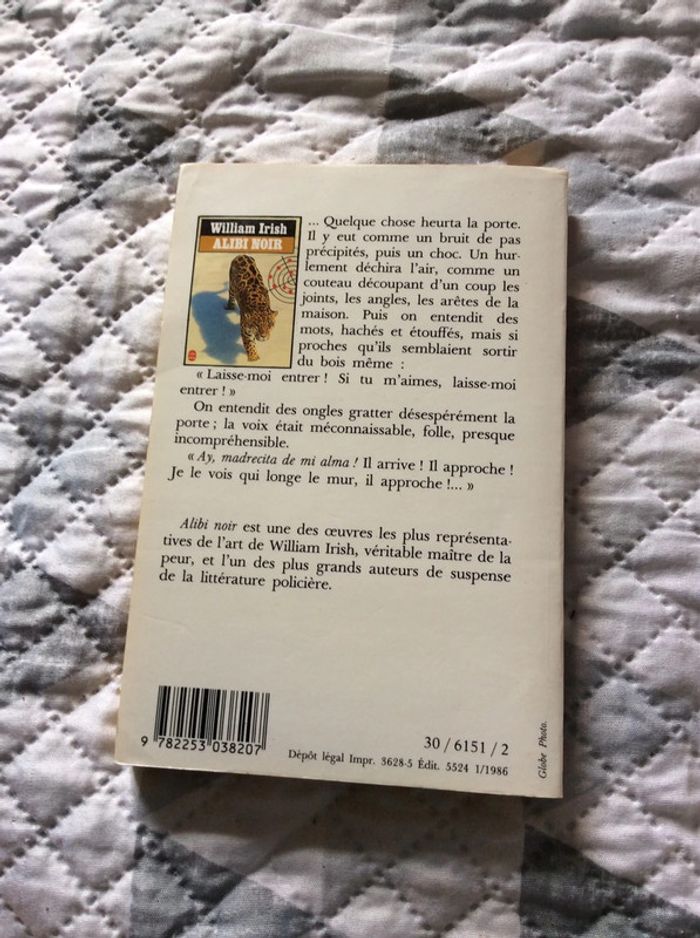 William Irish
ALIBI NOIR
... Quelque chose heurta la porte.
Il y eut comme un bruit de pas
précipités, puis un choc. Un hur-
lement déchira l'air, comme un
couteau découpant d'un coup les
joints, les angles, les arêtes de la
maison. Puis on entendit des
mots, hachés et étouffés, mais si
proches qu'ils semblaient sortir
du bois même :
« Laisse-moi entrer ! Si tu m'aimes, laisse-moi
entrer ! »
On entendit des ongles gratter désespérément la
porte ; la voix était méconnaissable, folle, presque
incompréhensible.
« Ay, madrecita de mi alma ! Il arrive ! Il approche !
Je le vois qui longe le mur, il approche !... »
Alibi noir est une des œuvres les plus représenta-
tives de l'art de William Irish, véritable maître de la
peur, et l'un des plus grands auteurs de suspense
de la littérature policière.
9 782253 038207
30 / 6151 / 2
Dépôt légal Impr. 3628-5 Édit. 5524 1/1986
Globe Photo.